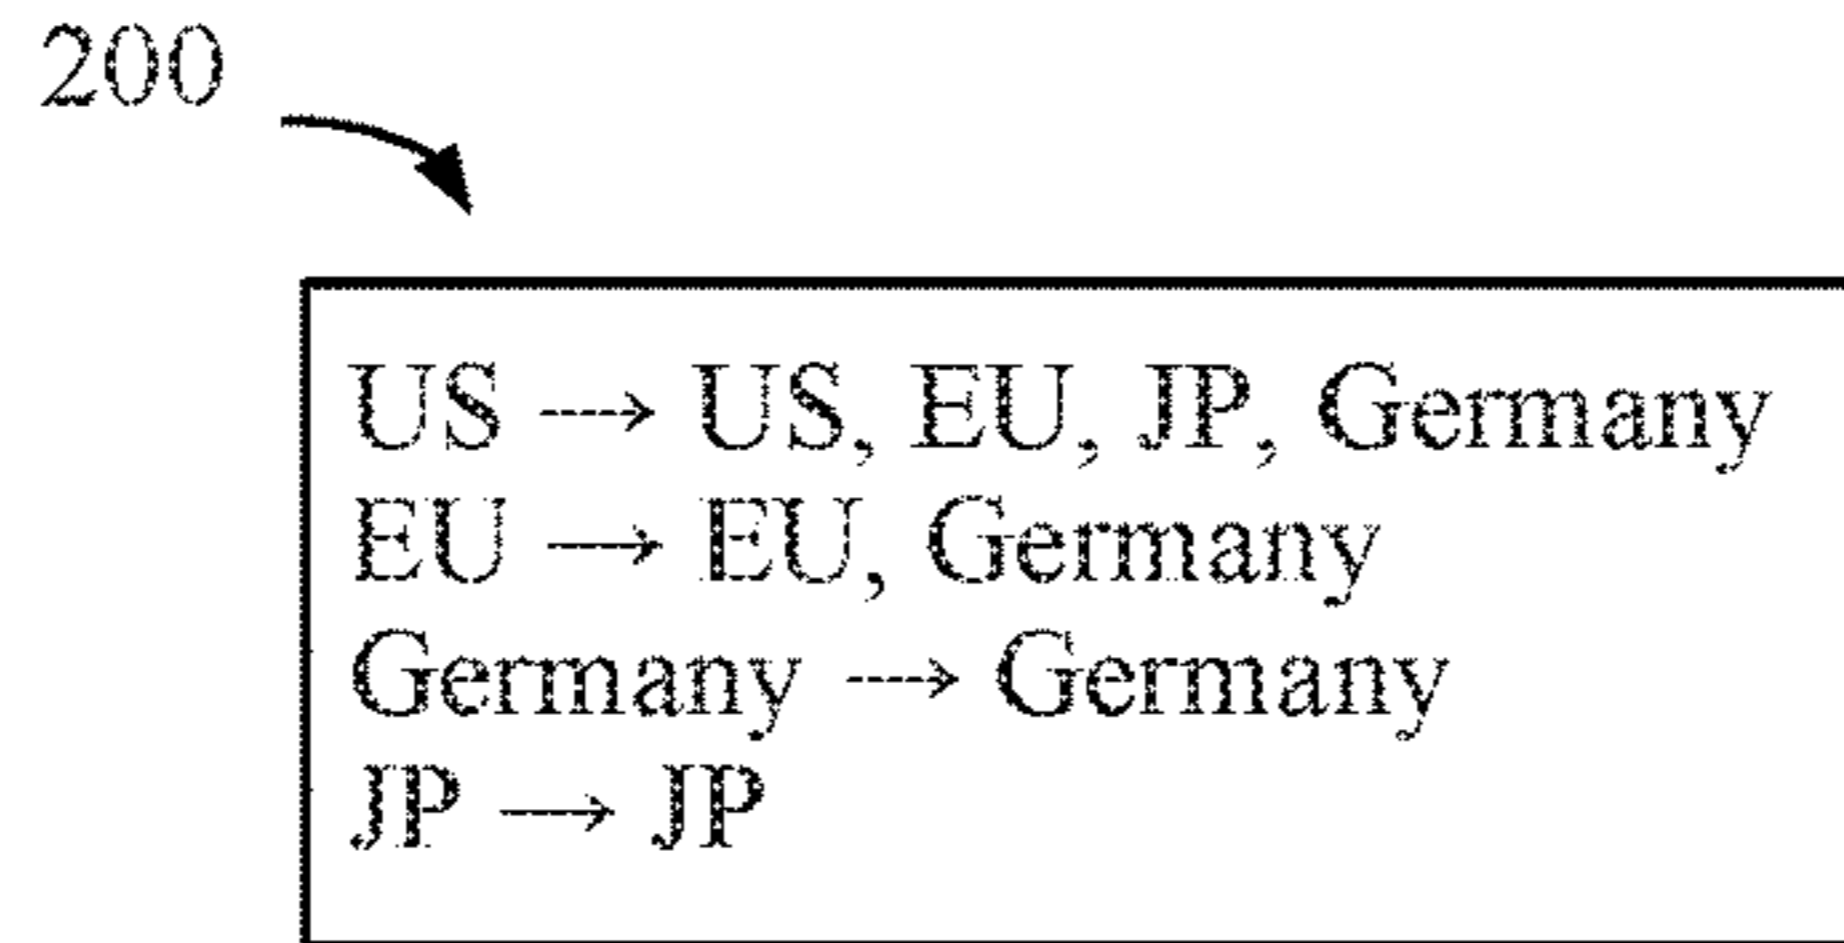 200
US → US, EU, JP, Germany
EU → EU, Germany
Germany → Germany
JP → JP